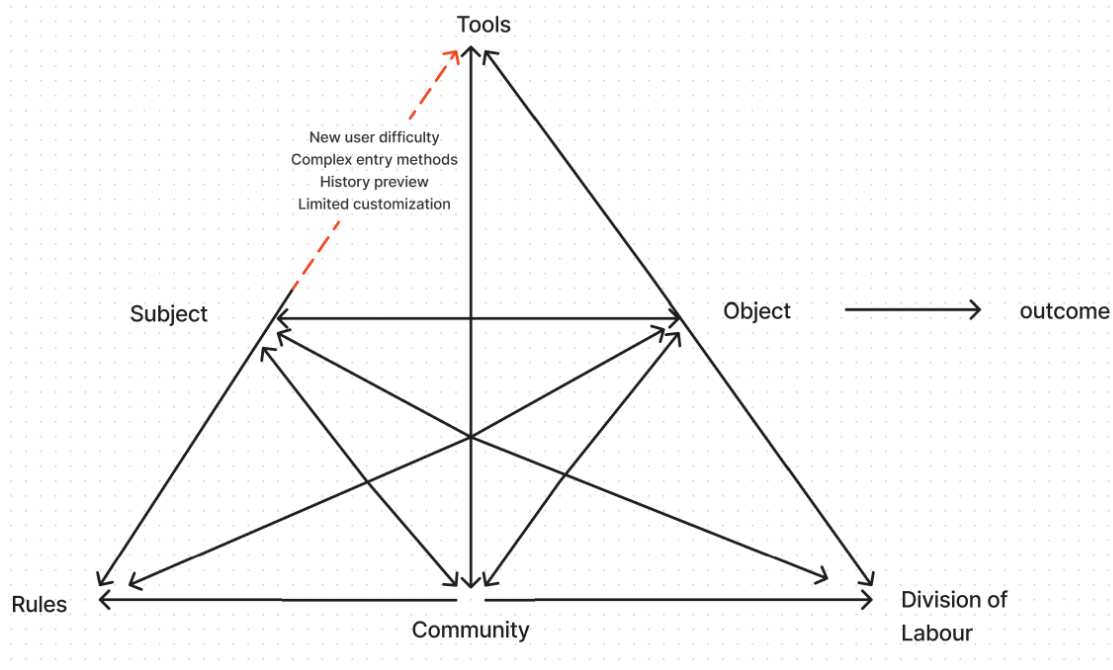 Tools
New user difficulty
Complex entry methods
History preview
Limited customization
Subject
Object
outcome
Rules
Community
Division of
Labour